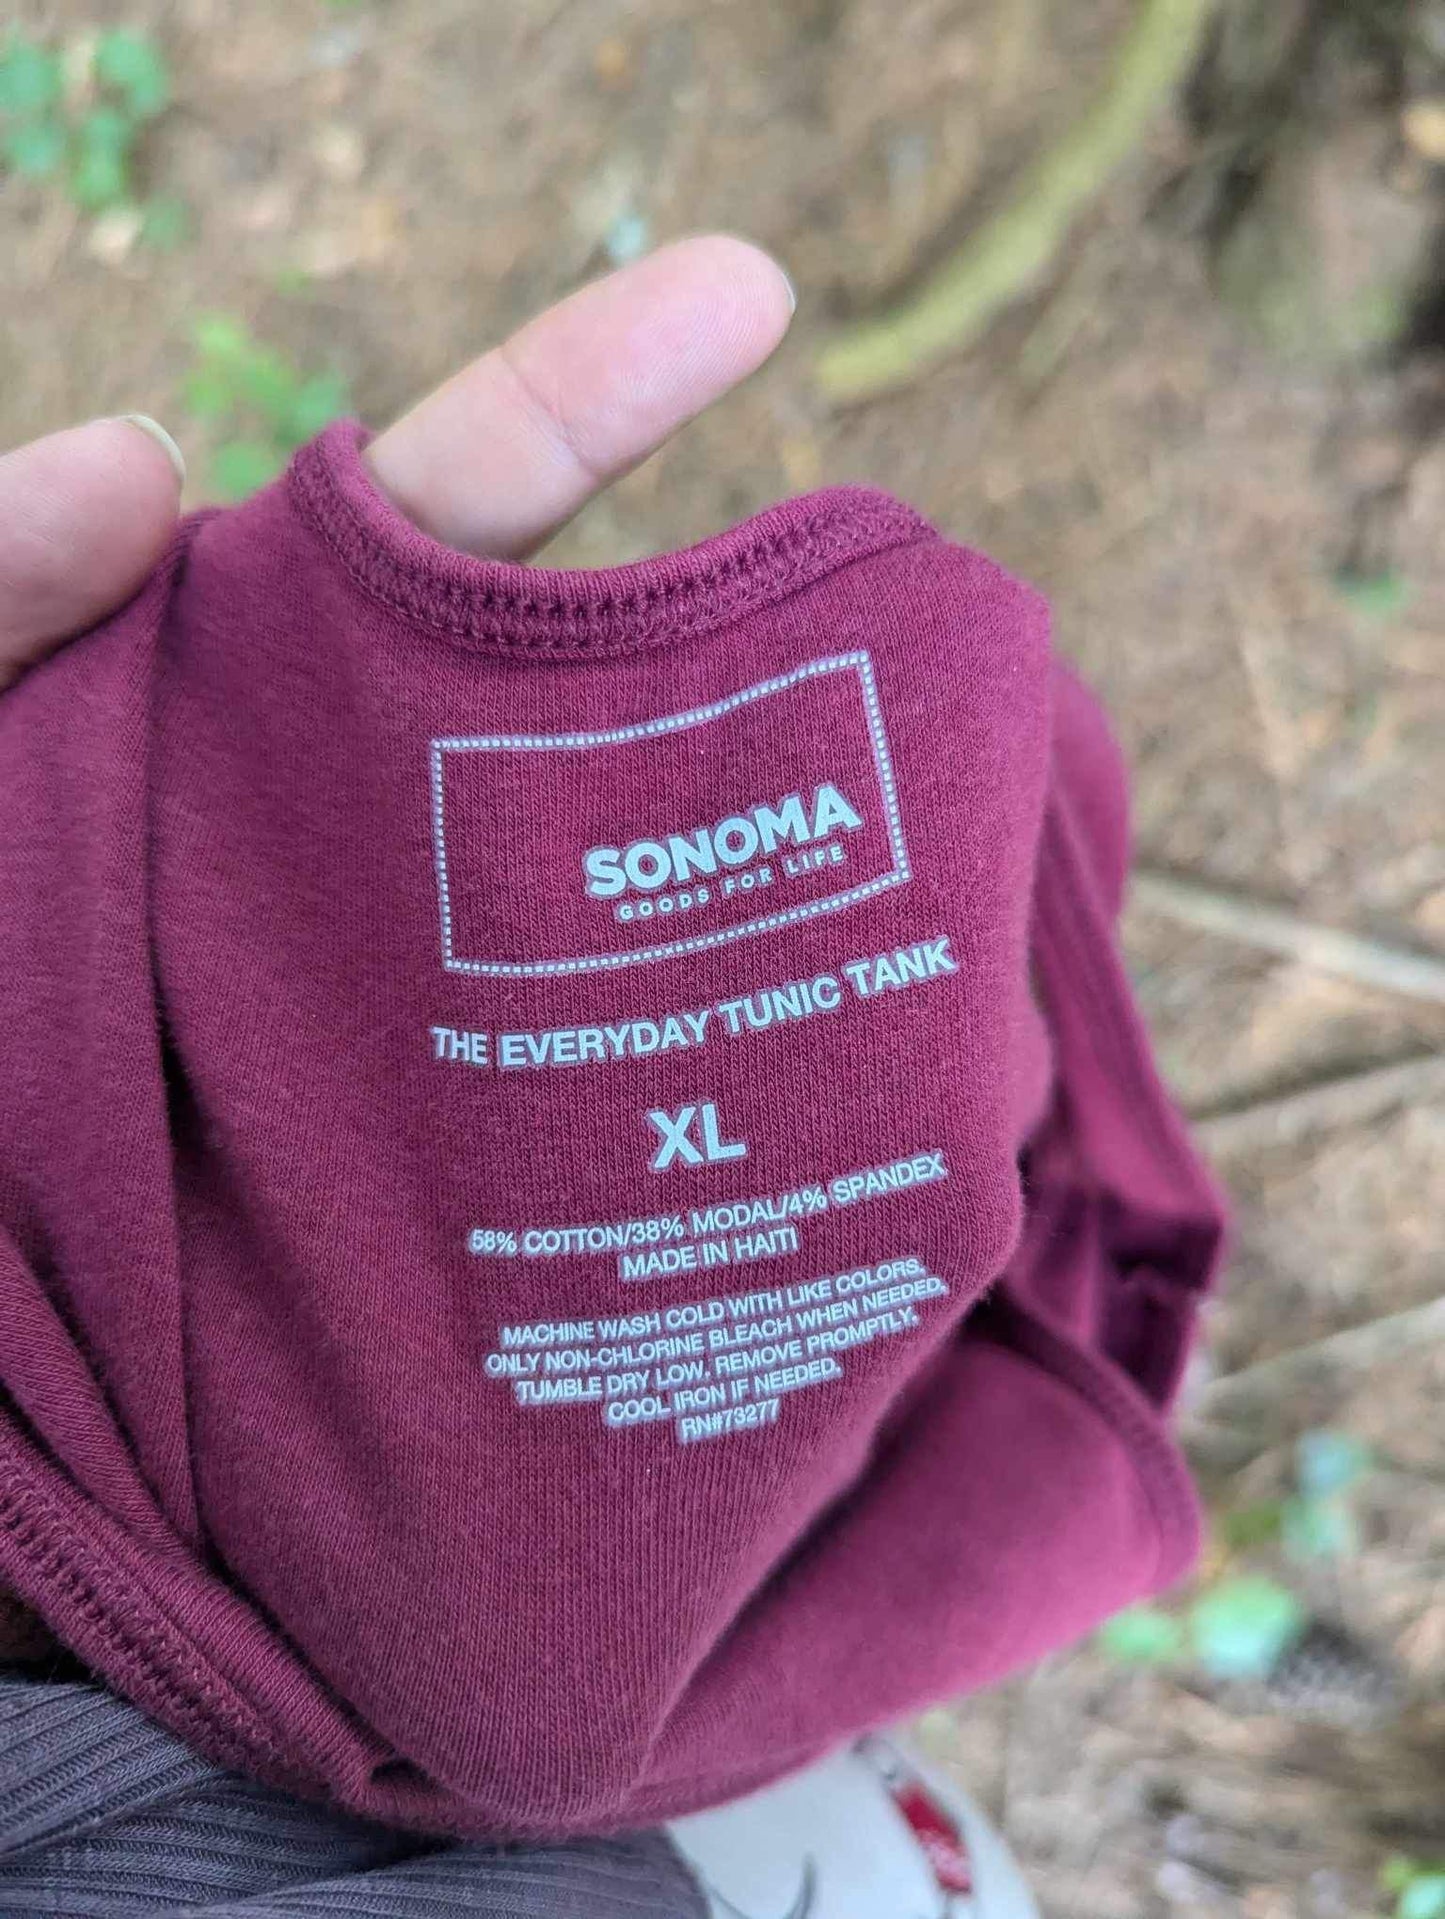 SONOMA
GOODS FOR LIFE
THE EVERYDAY TUNIC TANK
XL
58% COTTON/38% MODAL/4% SPANDEX
MADE IN HAITI
MACHINE WASH COLD WITH LIKE COLORS.
ONLY NON-CHLORINE BLEACH WHEN NEEDED.
TUMBLE DRY LOW. REMOVE PROMPTLY.
COOL IRON IF NEEDED.
RN#73277